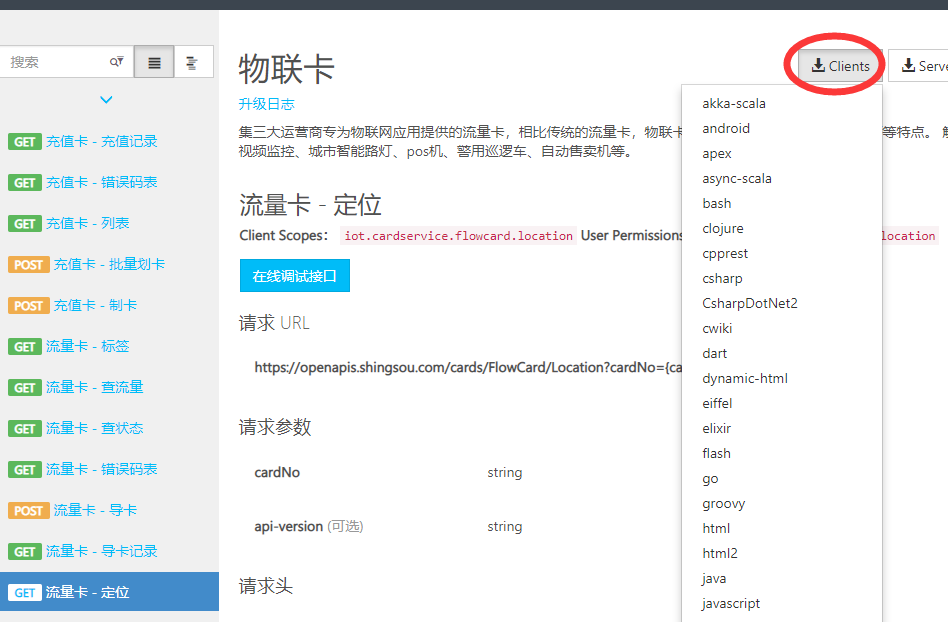 搜索
GET 充值卡 - 充值记录
GET 充值卡 - 错误码表
GET 充值卡 - 列表
POST 充值卡 - 批量划卡
POST 充值卡 - 制卡
GET 流量卡 - 标签
GET 流量卡 - 查流量
GET 流量卡 - 查状态
GET 流量卡 - 错误码表
POST 流量卡 - 导卡
GET 流量卡 - 导卡记录
GET 流量卡 - 定位
物联卡
升级日志
集三大运营商专为物联网应用提供的流量卡，相比传统的流量卡，物联卡
等特点。
视频监控、城市智能路灯、pos机、警用巡逻车、自动售卖机等。
流量卡 - 定位
Client Scopes： iot.cardservice.flowcard.location User Permissions
location
在线调试接口
请求 URL
https://openapis.shingsou.com/cards/FlowCard/Location?cardNo={ca
请求参数
cardNo string
api-version (可选) string
请求头
Clients
Serve
akka-scala
android
apex
async-scala
bash
clojure
cpprest
csharp
CsharpDotNet2
cwiki
dart
dynamic-html
eiffel
elixir
flash
go
groovy
html
html2
java
javascript